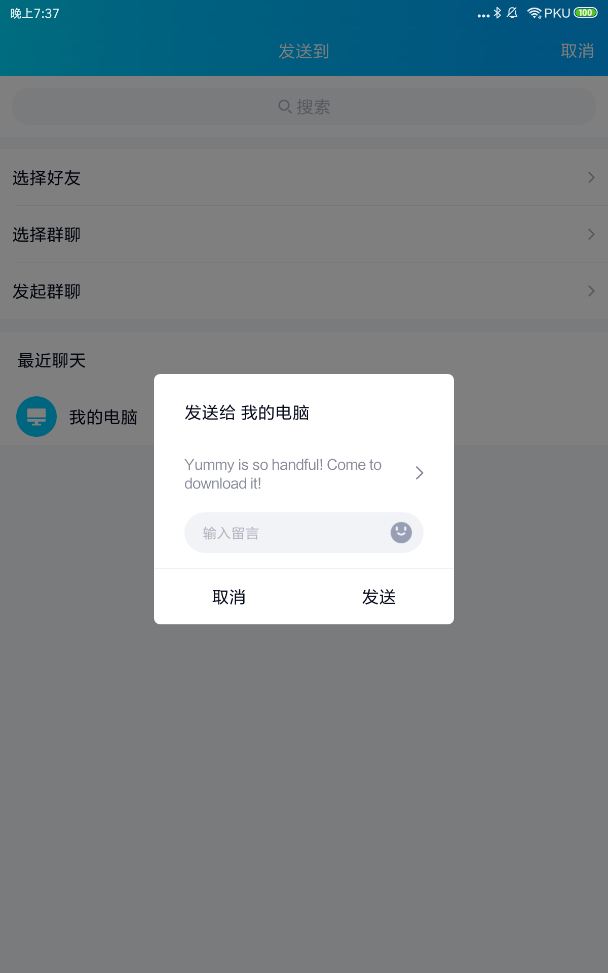 晚上7:37
PKU
100
发送到
取消
搜索
选择好友
选择群聊
发起群聊
最近聊天
我的电脑
发送给 我的电脑
Yummy is so handful! Come to
download it!
输入留言
取消
发送